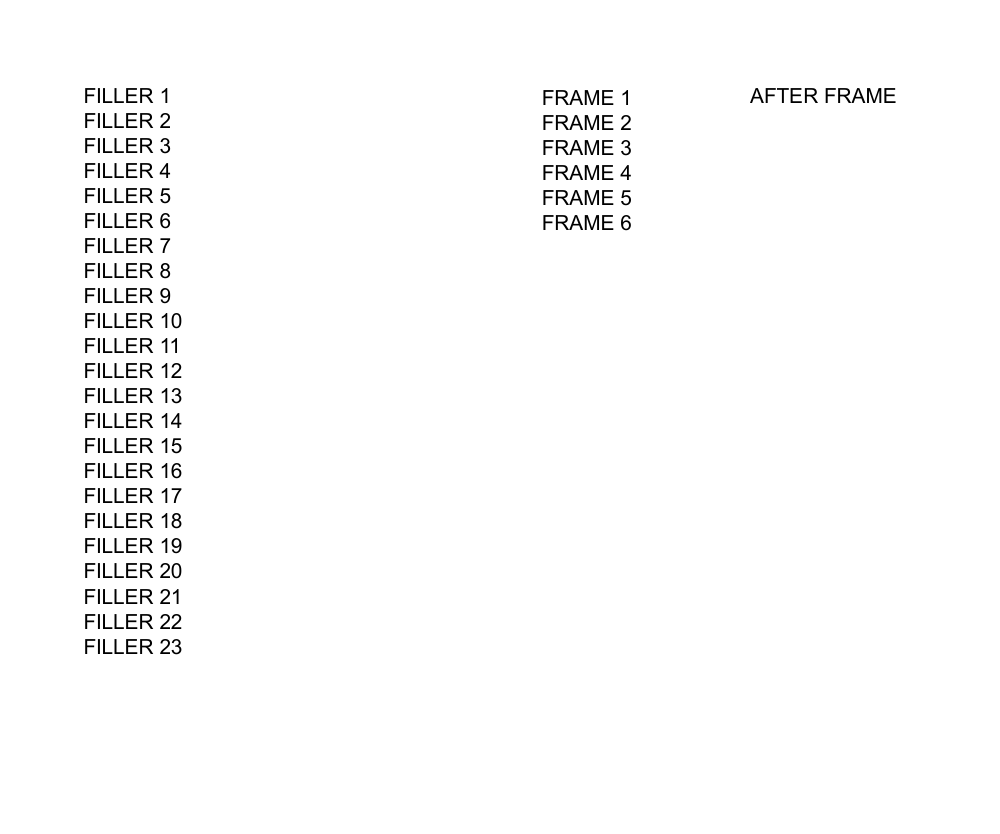 FILLER 1
FILLER 2
FILLER 3
FILLER 4
FILLER 5
FILLER 6
FILLER 7
FILLER 8
FILLER 9
FILLER 10
FILLER 11
FILLER 12
FILLER 13
FILLER 14
FILLER 15
FILLER 16
FILLER 17
FILLER 18
FILLER 19
FILLER 20
FILLER 21
FILLER 22
FILLER 23
FRAME 1
FRAME 2
FRAME 3
FRAME 4
FRAME 5
FRAME 6
AFTER FRAME